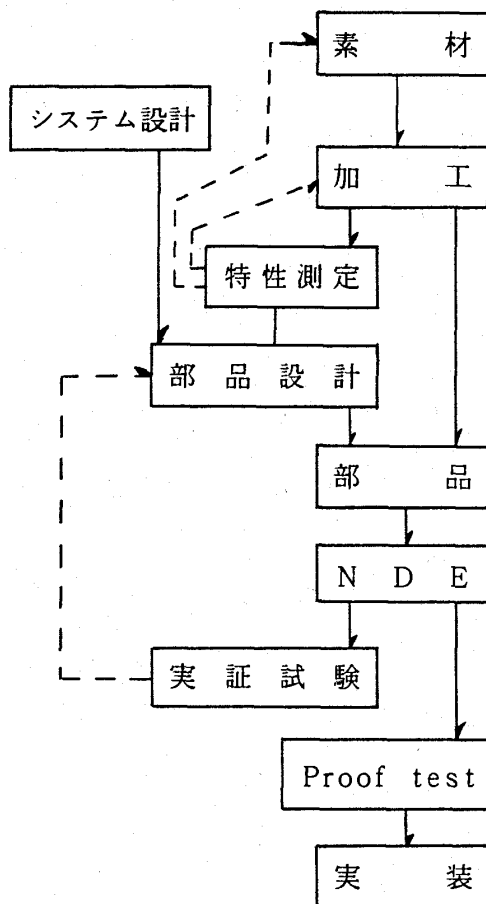 素材
システム設計
加工
特性測定
部品設計
部品
NDE
実証試験
Proof test
実装